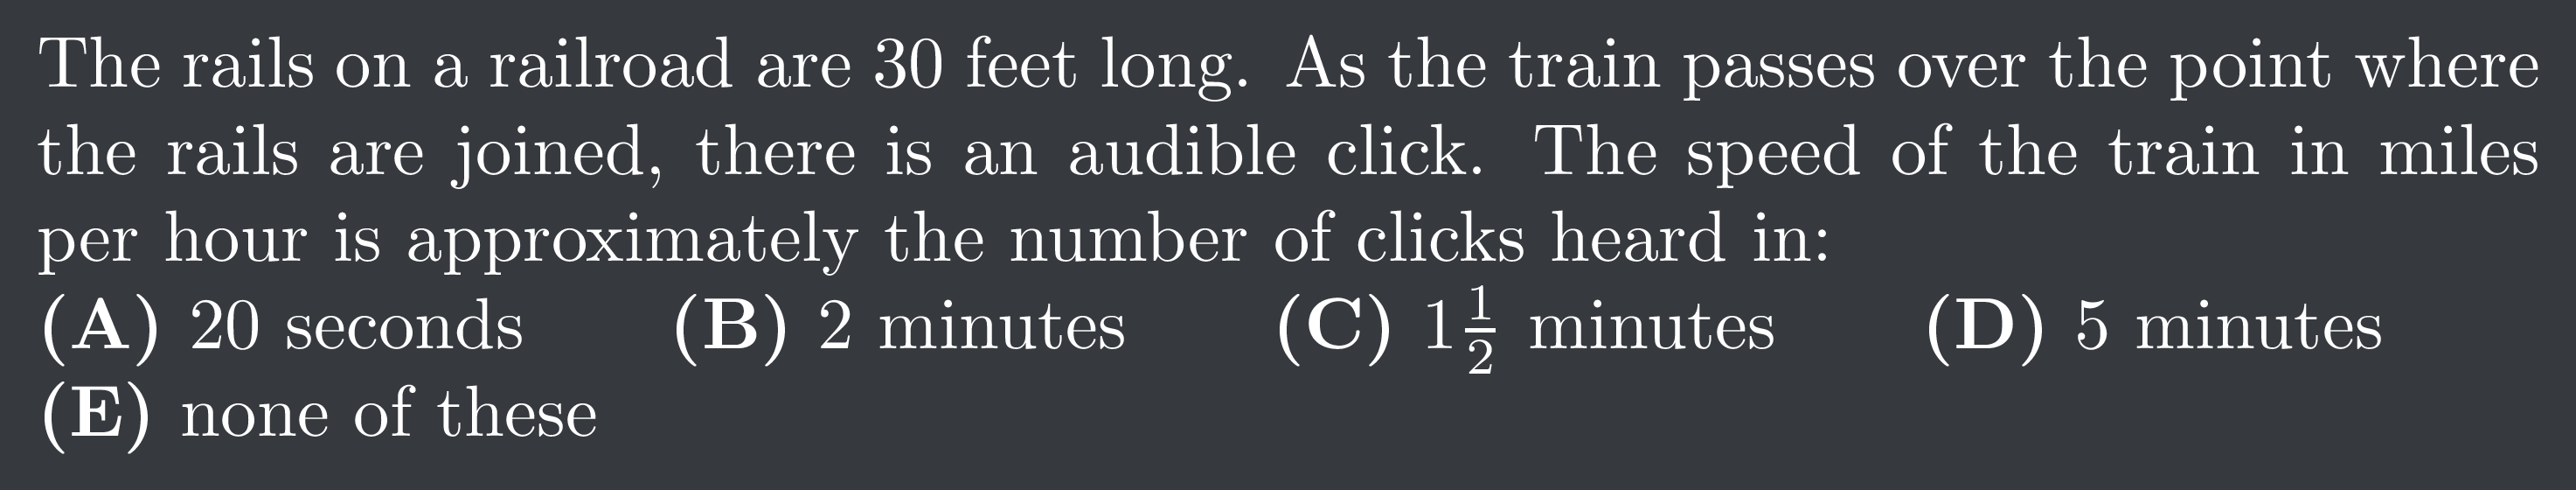 The rails on a railroad are 30 feet long. As the train passes over the point where
the rails are joined, there is an audible click. The speed of the train in miles
per hour is approximately the number of clicks heard in:
(A) 20 seconds (B) 2 minutes (C) 1 1/2 minutes (D) 5 minutes
(E) none of these